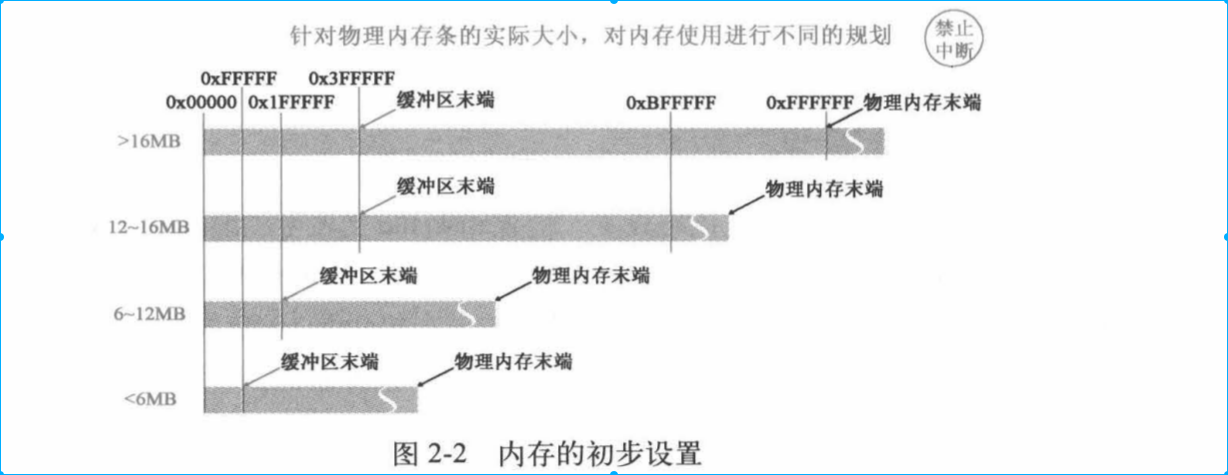 针对物理内存条的实际大小，对内存使用进行不同的规划
禁止
中断
0xFFFFF 0x3FFFFF
0x00000 0x1FFFFF 缓冲区末端 0xBFFFFF 0xFFFFFF 物理内存末端
>16MB
缓冲区末端 物理内存末端
12~16MB
缓冲区末端 物理内存末端
6~12MB
缓冲区末端 物理内存末端
<6MB
图 2-2 内存的初步设置